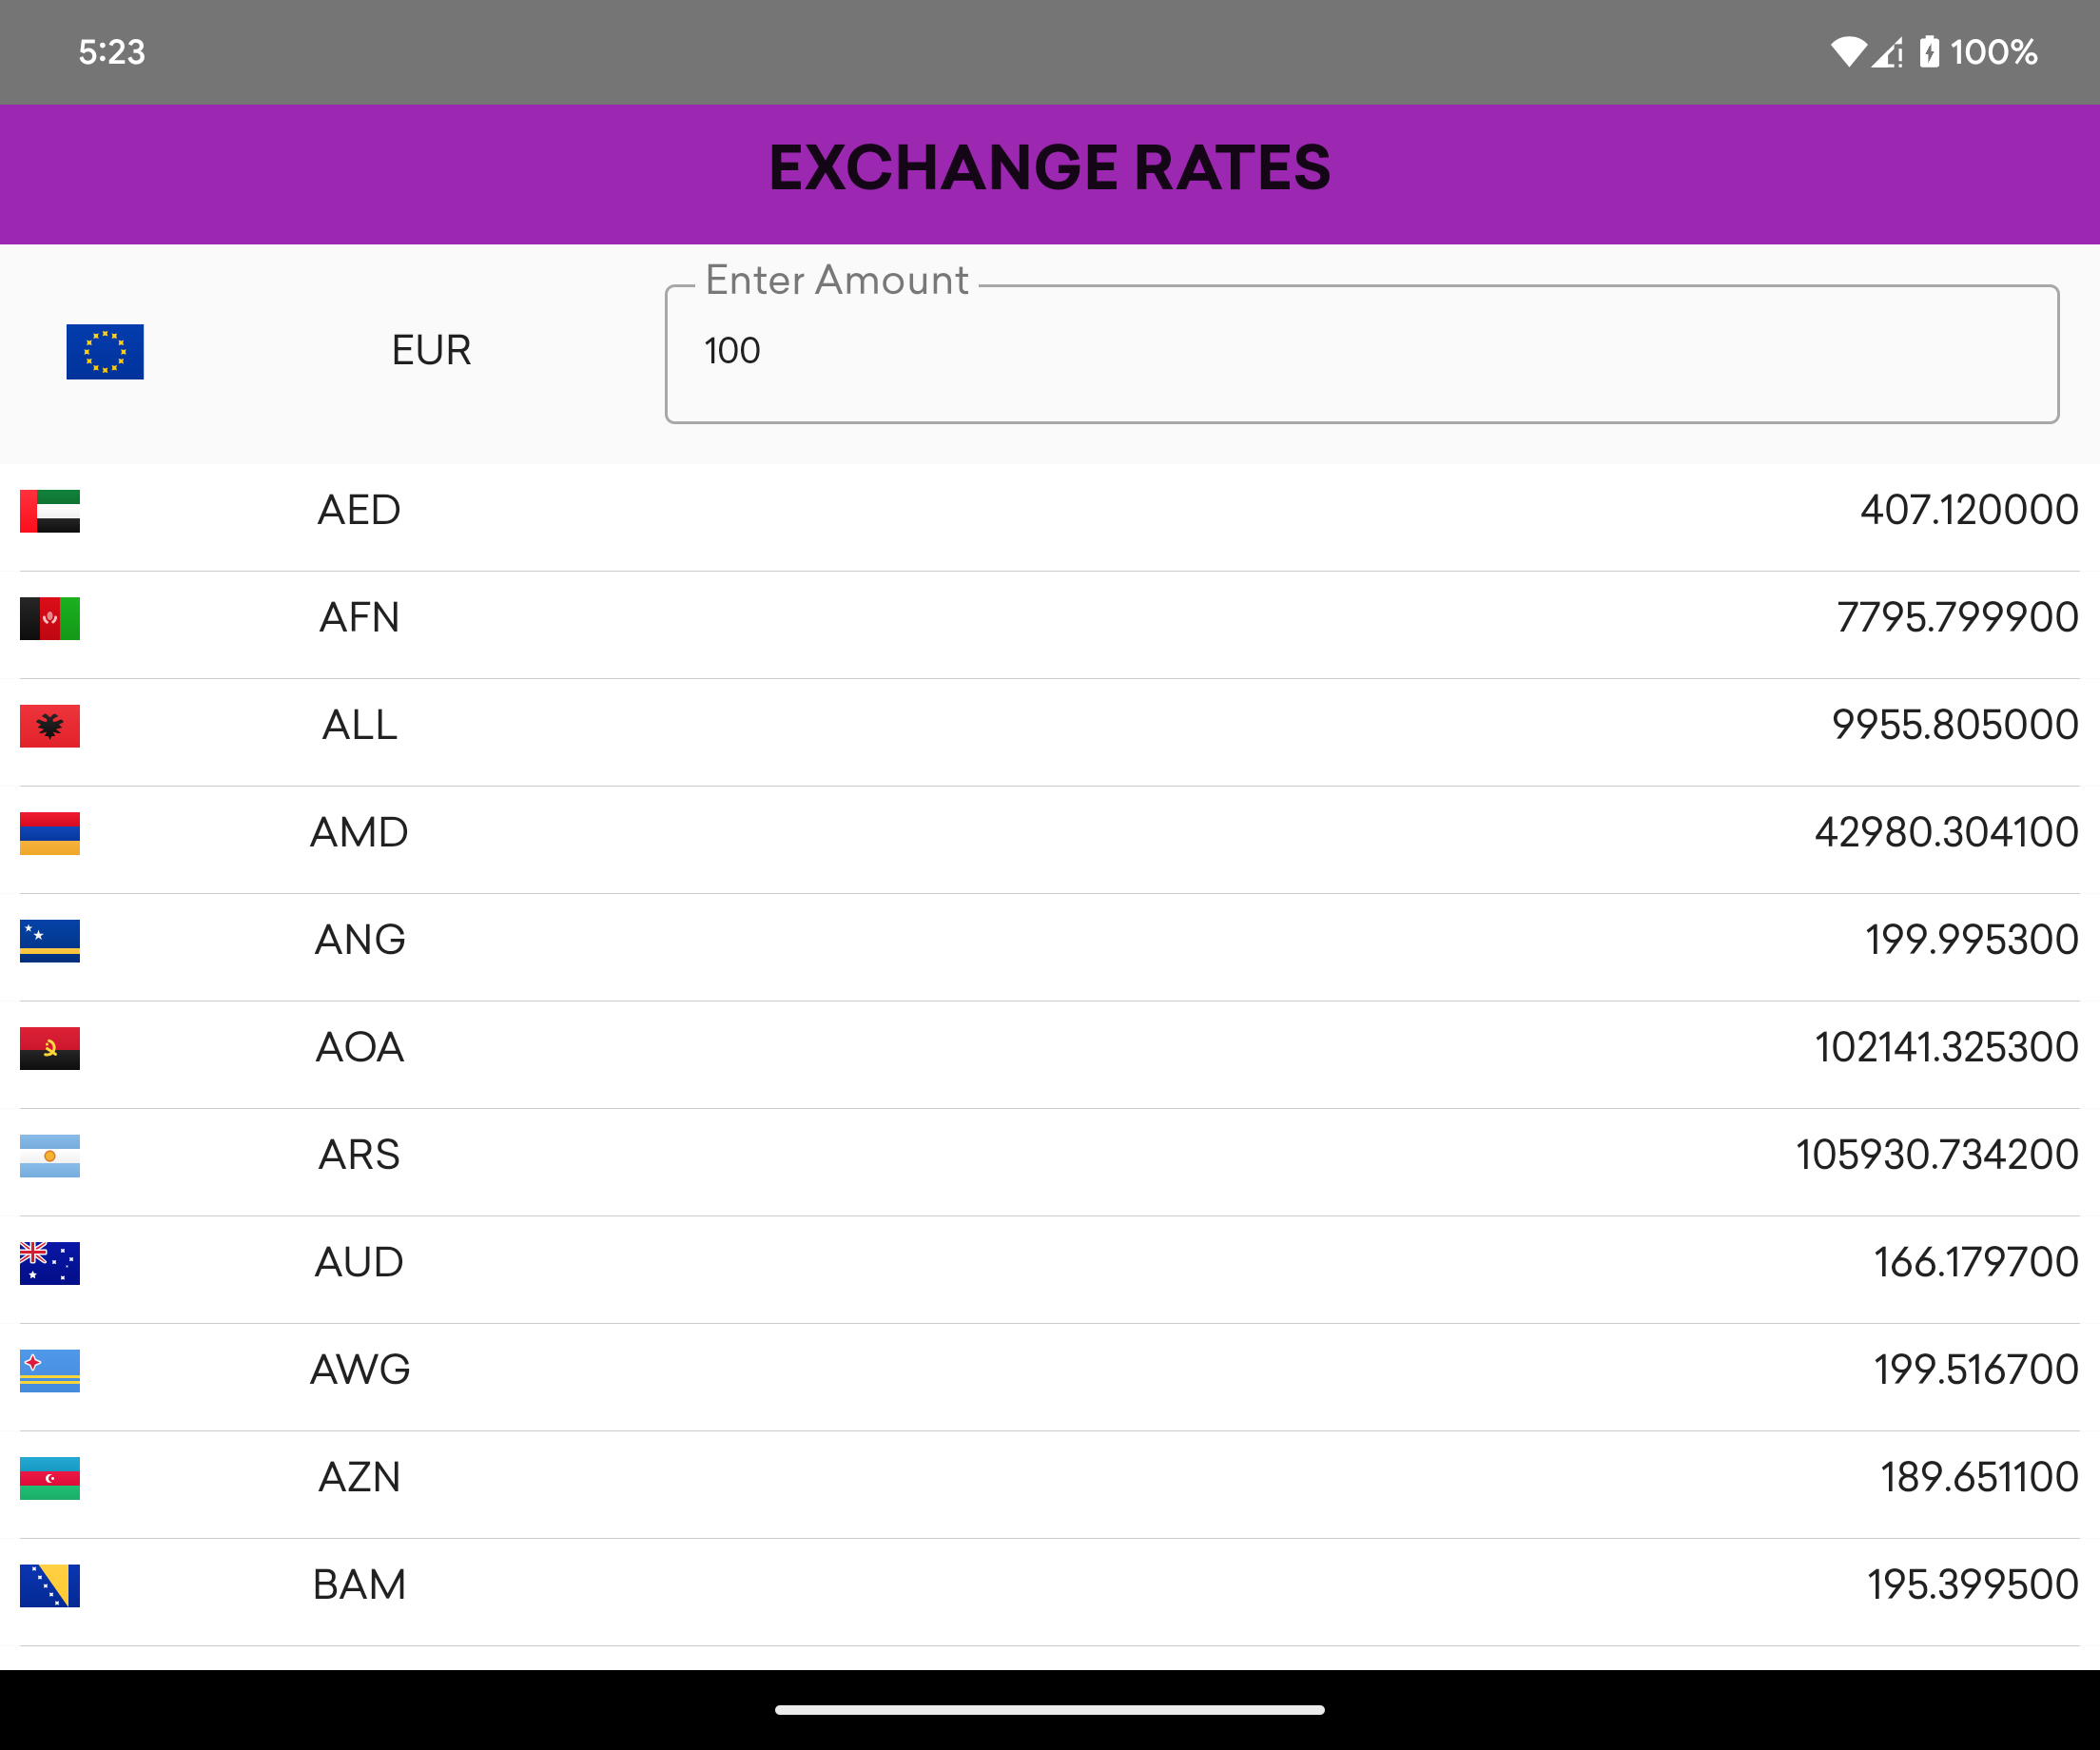 5:23
100%
EXCHANGE RATES
Enter Amount
EUR
100
AED 407.120000
AFN 7795.799900
ALL 9955.805000
AMD 42980.304100
ANG 199.995300
AOA 102141.325300
ARS 105930.734200
AUD 166.179700
AWG 199.516700
AZN 189.651100
BAM 195.399500